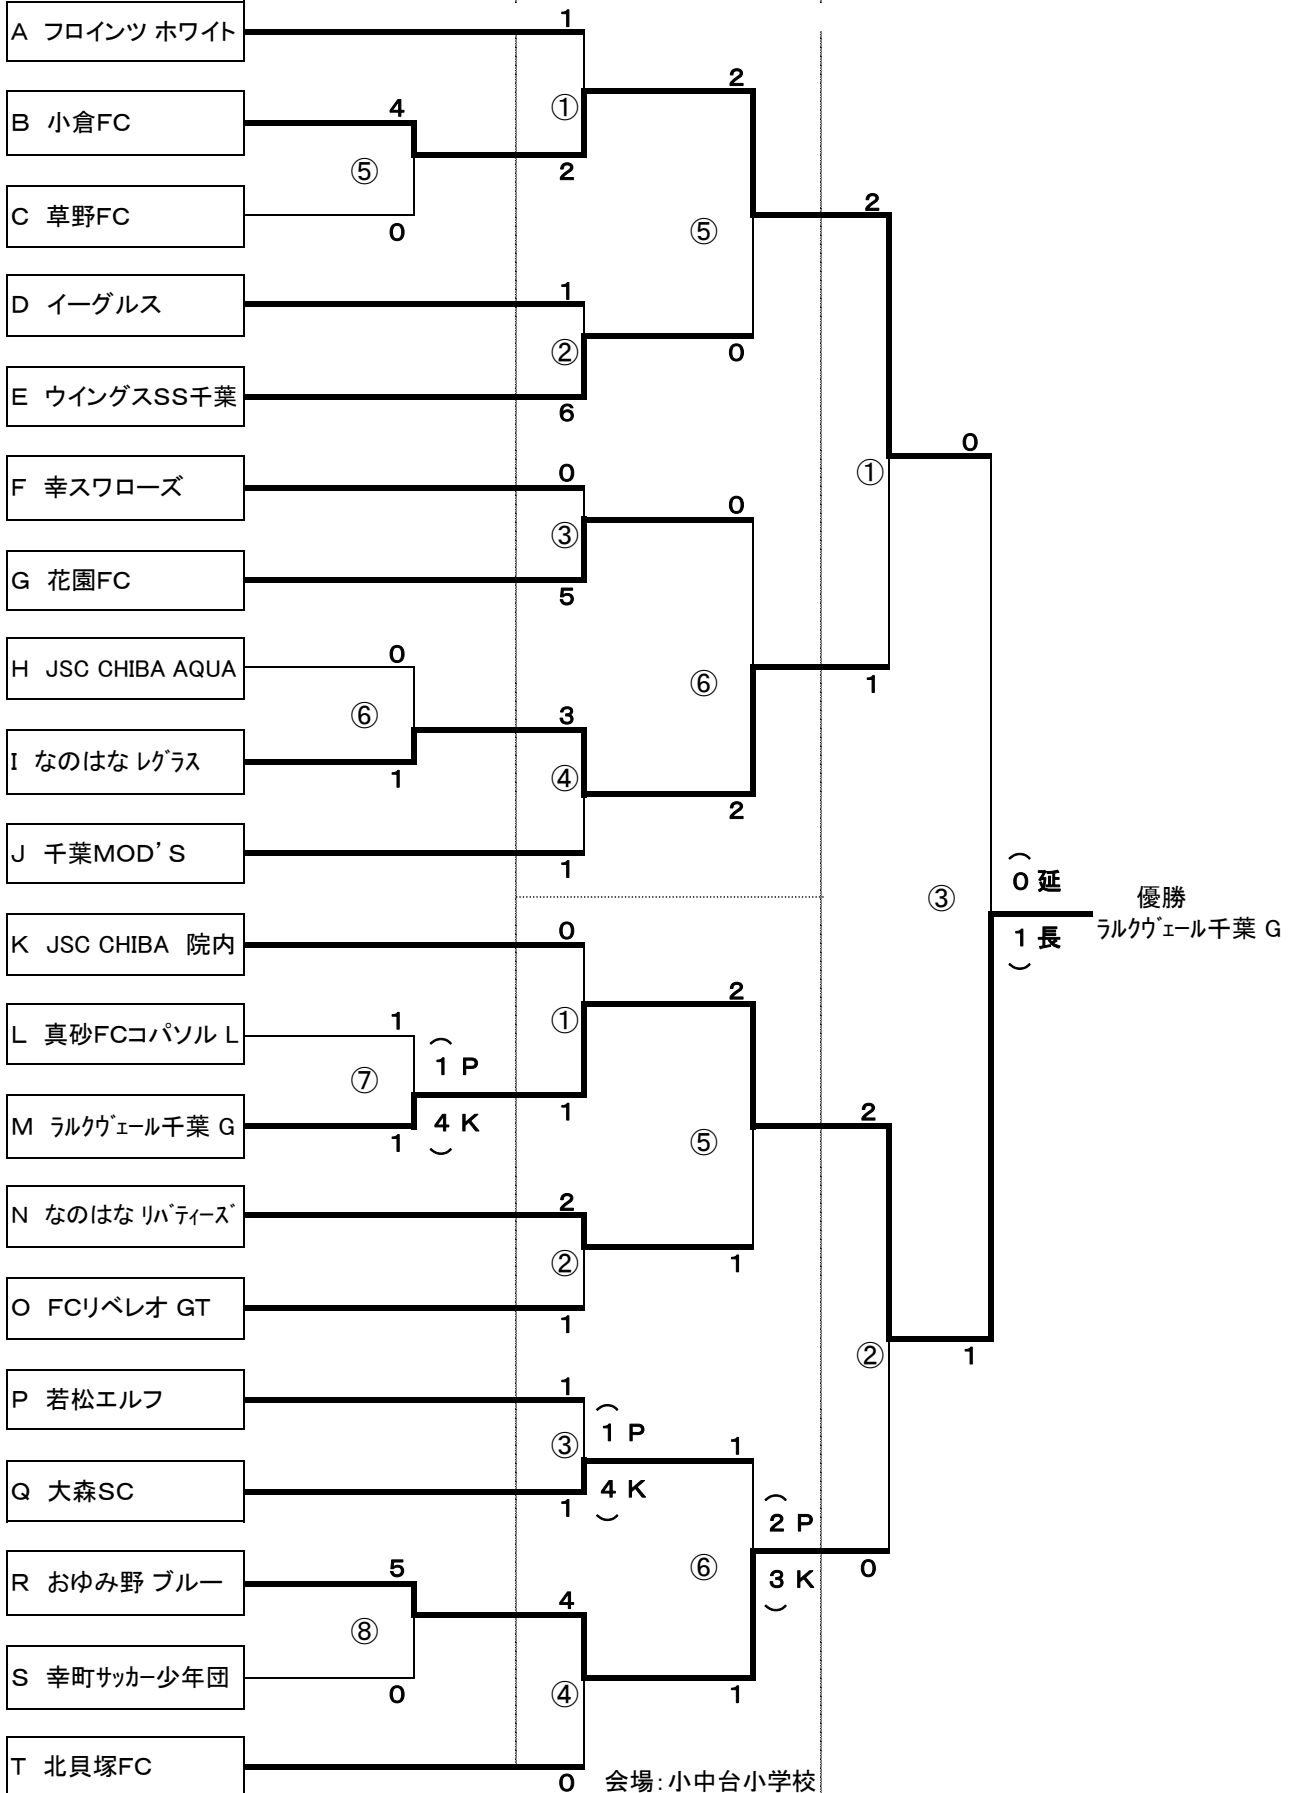 A フロインツ ホワイト
1
2
B 小倉FC
4
①
⑤
2
2
C 草野FC
0
⑤
D イーグルス
1
②
0
E ウイングスSS千葉
6
0
F 幸スワローズ
0
①
0
③
G 花園FC
5
H JSC CHIBA AQUA
0
⑥
1
⑥
3
I なのはな レグラス
1
④
2
J 千葉MOD'S
1
(
0 延
③
優勝
ラルクヴェール千葉 G
1 長
)
K JSC CHIBA 院内
0
2
L 真砂FCコパソル L
1
①
(
1 P
⑦
M ラルクヴェール千葉 G
1
4 K
)
1
2
⑤
N なのはな リバティーズ
2
②
1
O FCリベレオ GT
1
②
1
P 若松エルフ
1
(
1 P
③
1
Q 大森SC
1
4 K
)
(
2 P
R おゆみ野 ブルー
5
⑥
3 K
)
0
4
⑧
S 幸町サッカー少年団
0
④
1
T 北貝塚FC
0
会場:小中台小学校